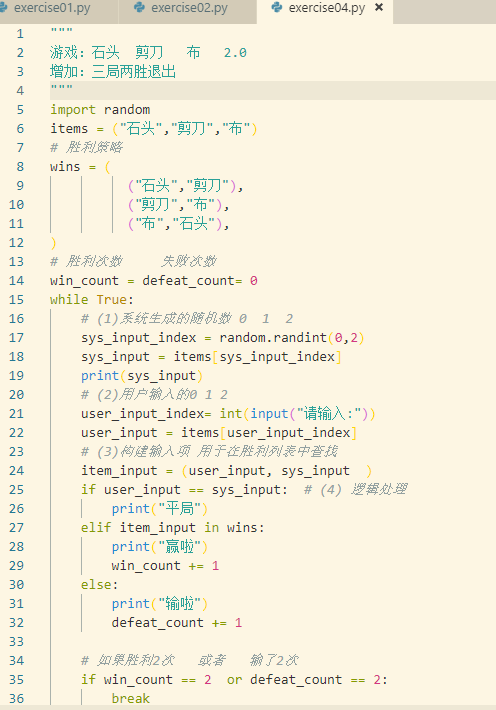 exercise01.py exercise02.py exercise04.py
1 """
2 游戏：石头 剪刀 布 2.0
3 增加：三局两胜退出
4 """
5 import random
6 items = ("石头","剪刀","布")
7 # 胜利策略
8 wins = (
9 ("石头","剪刀"),
10 ("剪刀","布"),
11 ("布","石头"),
12 )
13 # 胜利次数 失败次数
14 win_count = defeat_count= 0
15 while True:
16 # (1)系统生成的随机数 0 1 2
17 sys_input_index = random.randint(0,2)
18 sys_input = items[sys_input_index]
19 print(sys_input)
20 # (2)用户输入的0 1 2
21 user_input_index= int(input("请输入:"))
22 user_input = items[user_input_index]
23 # (3)构建输入项 用于在胜利列表中查找
24 item_input = (user_input, sys_input )
25 if user_input == sys_input: # (4) 逻辑处理
26 print("平局")
27 elif item_input in wins:
28 print("赢啦")
29 win_count += 1
30 else:
31 print("输啦")
32 defeat_count += 1
33
34 # 如果胜利2次 或者 输了2次
35 if win_count == 2 or defeat_count == 2:
36 break